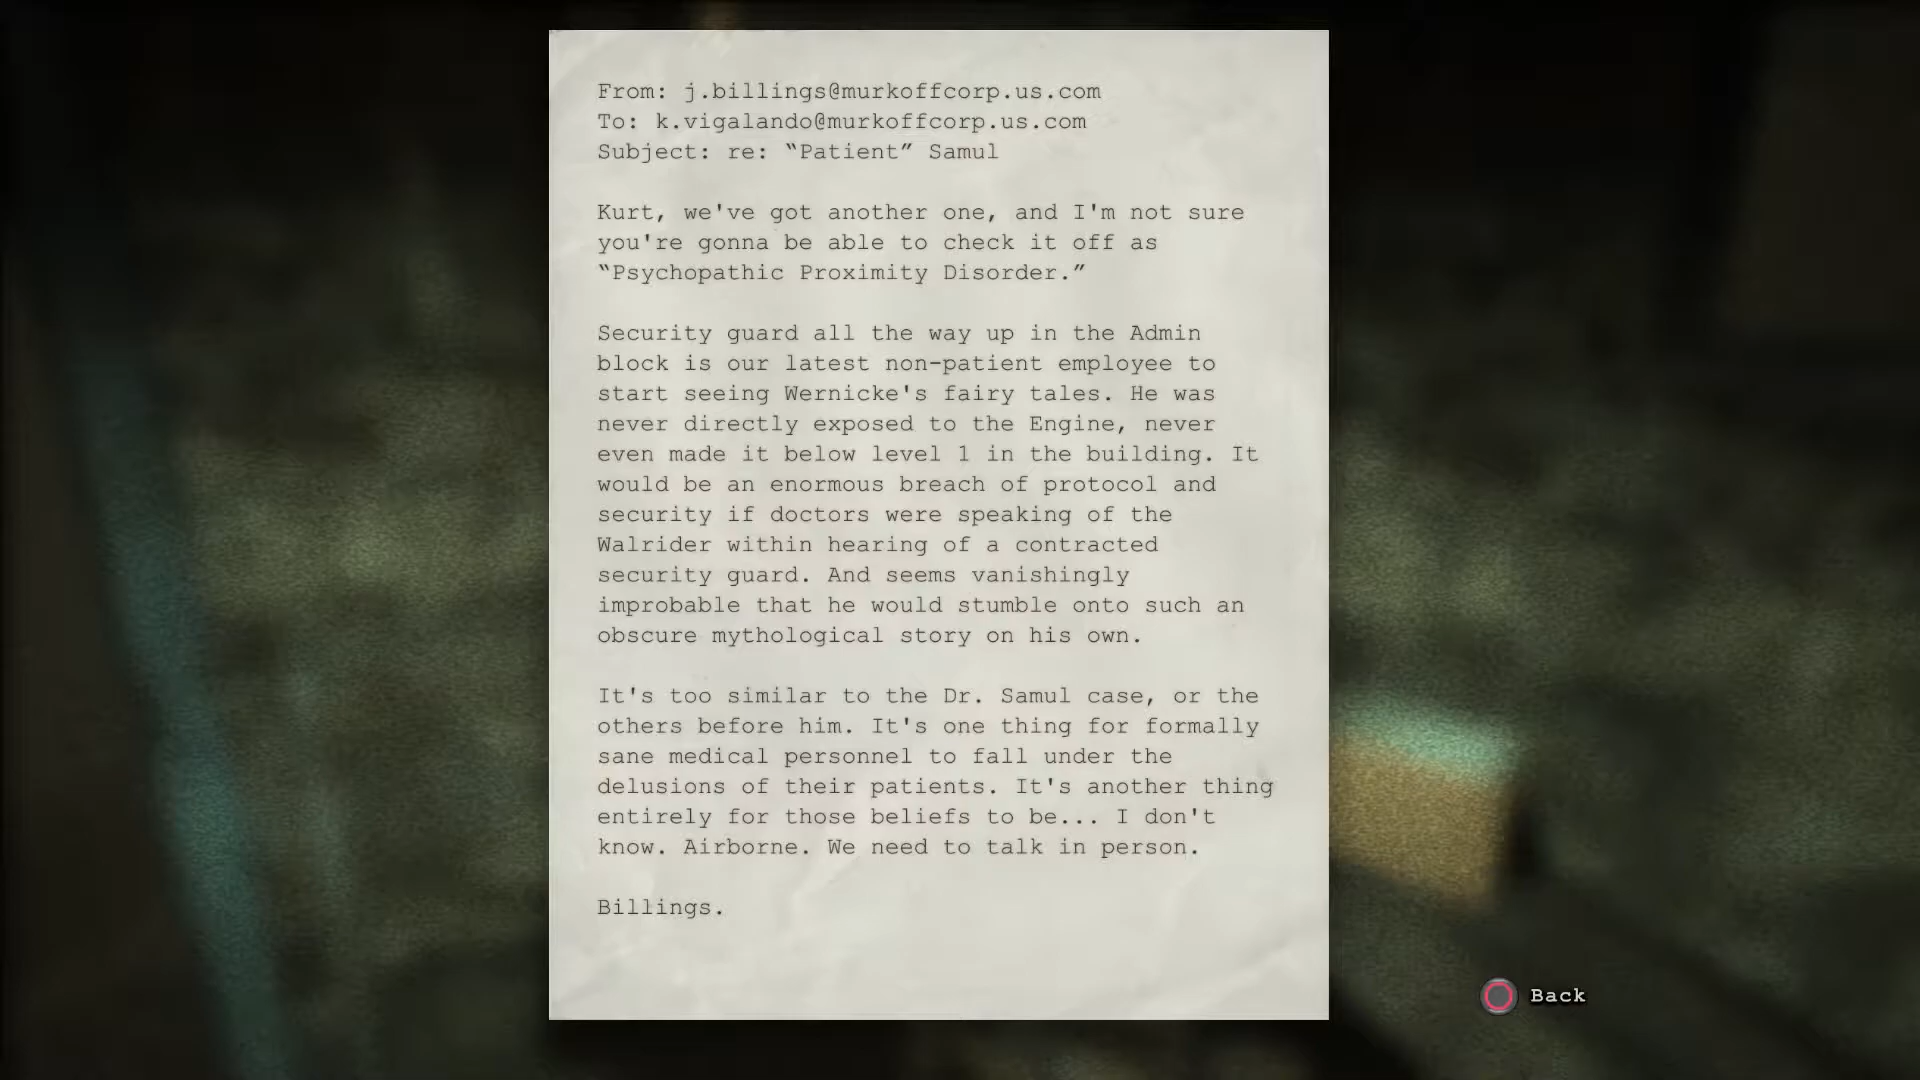 From: j.billings@murkoffcorp.us.com
To: k.vigalando@murkoffcorp.us.com
Subject: re: “Patient” Samul
Kurt, we've got another one, and I'm not sure
you're gonna be able to check it off as
“Psychopathic Proximity Disorder.”
Security guard all the way up in the Admin
block is our latest non-patient employee to
start seeing Wernicke's fairy tales. He was
never directly exposed to the Engine, never
even made it below level 1 in the building. It
would be an enormous breach of protocol and
security if doctors were speaking of the
Walrider within hearing of a contracted
security guard. And seems vanishingly
improbable that he would stumble onto such an
obscure mythological story on his own.
It's too similar to the Dr. Samul case, or the
others before him. It's one thing for formally
sane medical personnel to fall under the
delusions of their patients. It's another thing
entirely for those beliefs to be... I don't
know. Airborne. We need to talk in person.
Billings.
Back